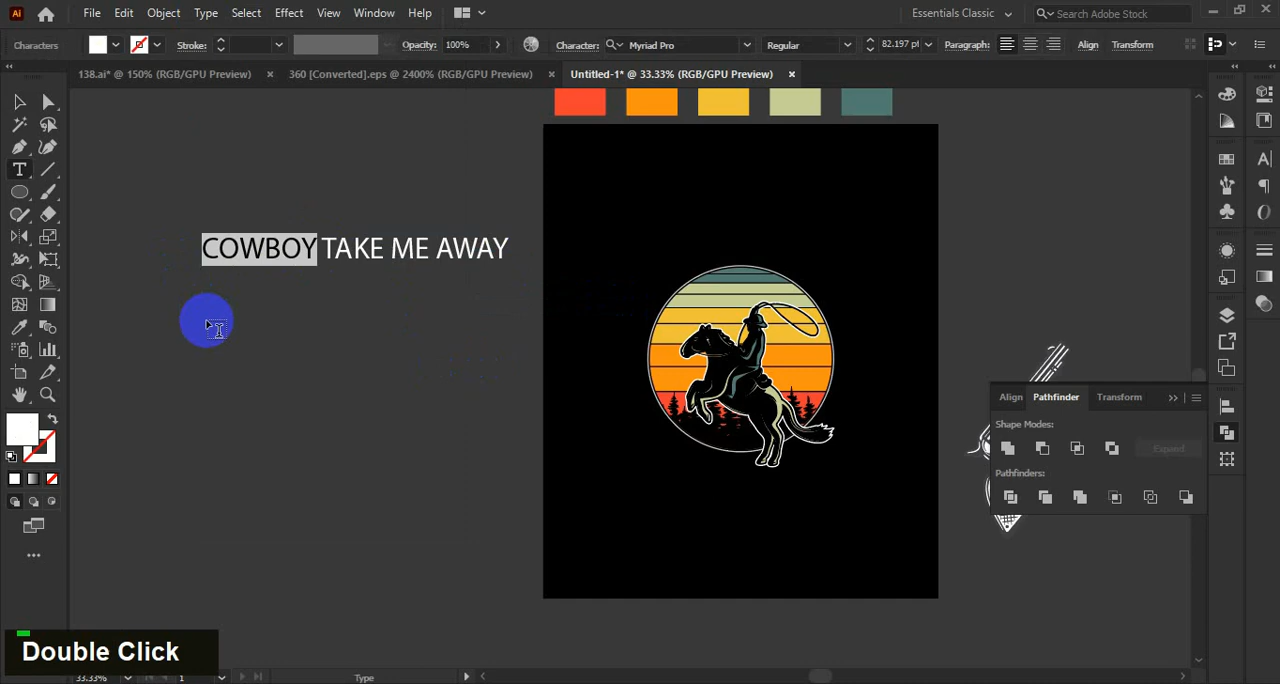 Ai File Edit Object Type Select Effect View Window Help Essentials Classic Search Adobe Stock
Characters Stroke: Opacity: 100% Character: Myriad Pro Regular 82.197 pt Paragraph: Align Transform
138.ai* @ 150% (RGB/GPU Preview) × 360 [Converted].eps @ 2400% (RGB/GPU Preview) × Untitled-1* @ 33.33% (RGB/GPU Preview) ×
COWBOY TAKE ME AWAY
Align Pathfinder Transform
Shape Modes:
Expand
Pathfinders:
Double Click
33.33% 1 Type